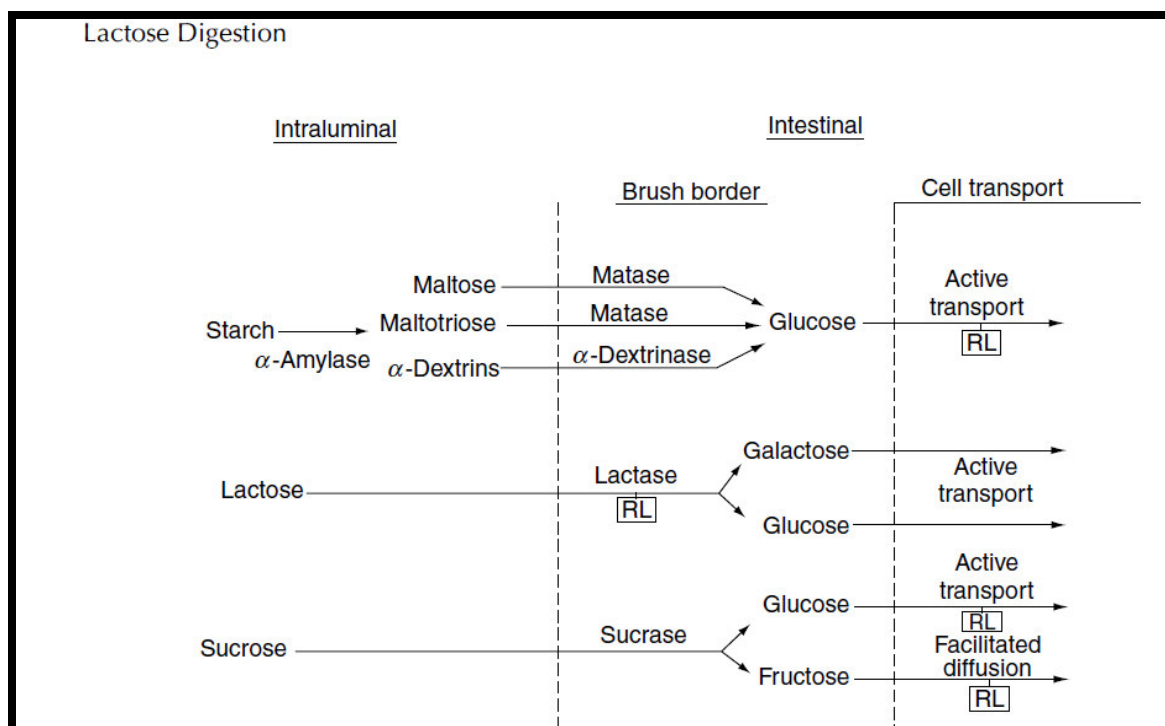 Lactose Digestion
Intraluminal
Intestinal
Brush border
Cell transport
Maltose
Matase
Active
transport
RL
Starch
α-Amylase
Maltotriose
Matase
Glucose
α-Dextrins
α-Dextrinase
Lactose
Lactase
RL
Galactose
Active
transport
Glucose
Sucrose
Sucrase
Glucose
Active
transport
RL
Fructose
Facilitated
diffusion
RL